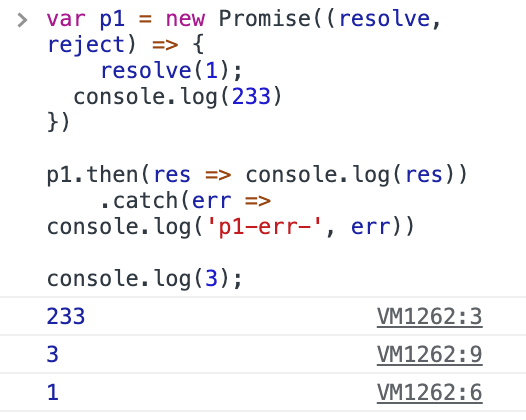 > var p1 = new Promise((resolve,
reject) => {
    resolve(1);
  console.log(233)
})

p1.then(res => console.log(res))
    .catch(err =>
console.log('p1-err-', err))

console.log(3);
233 VM1262:3
3 VM1262:9
1 VM1262:6